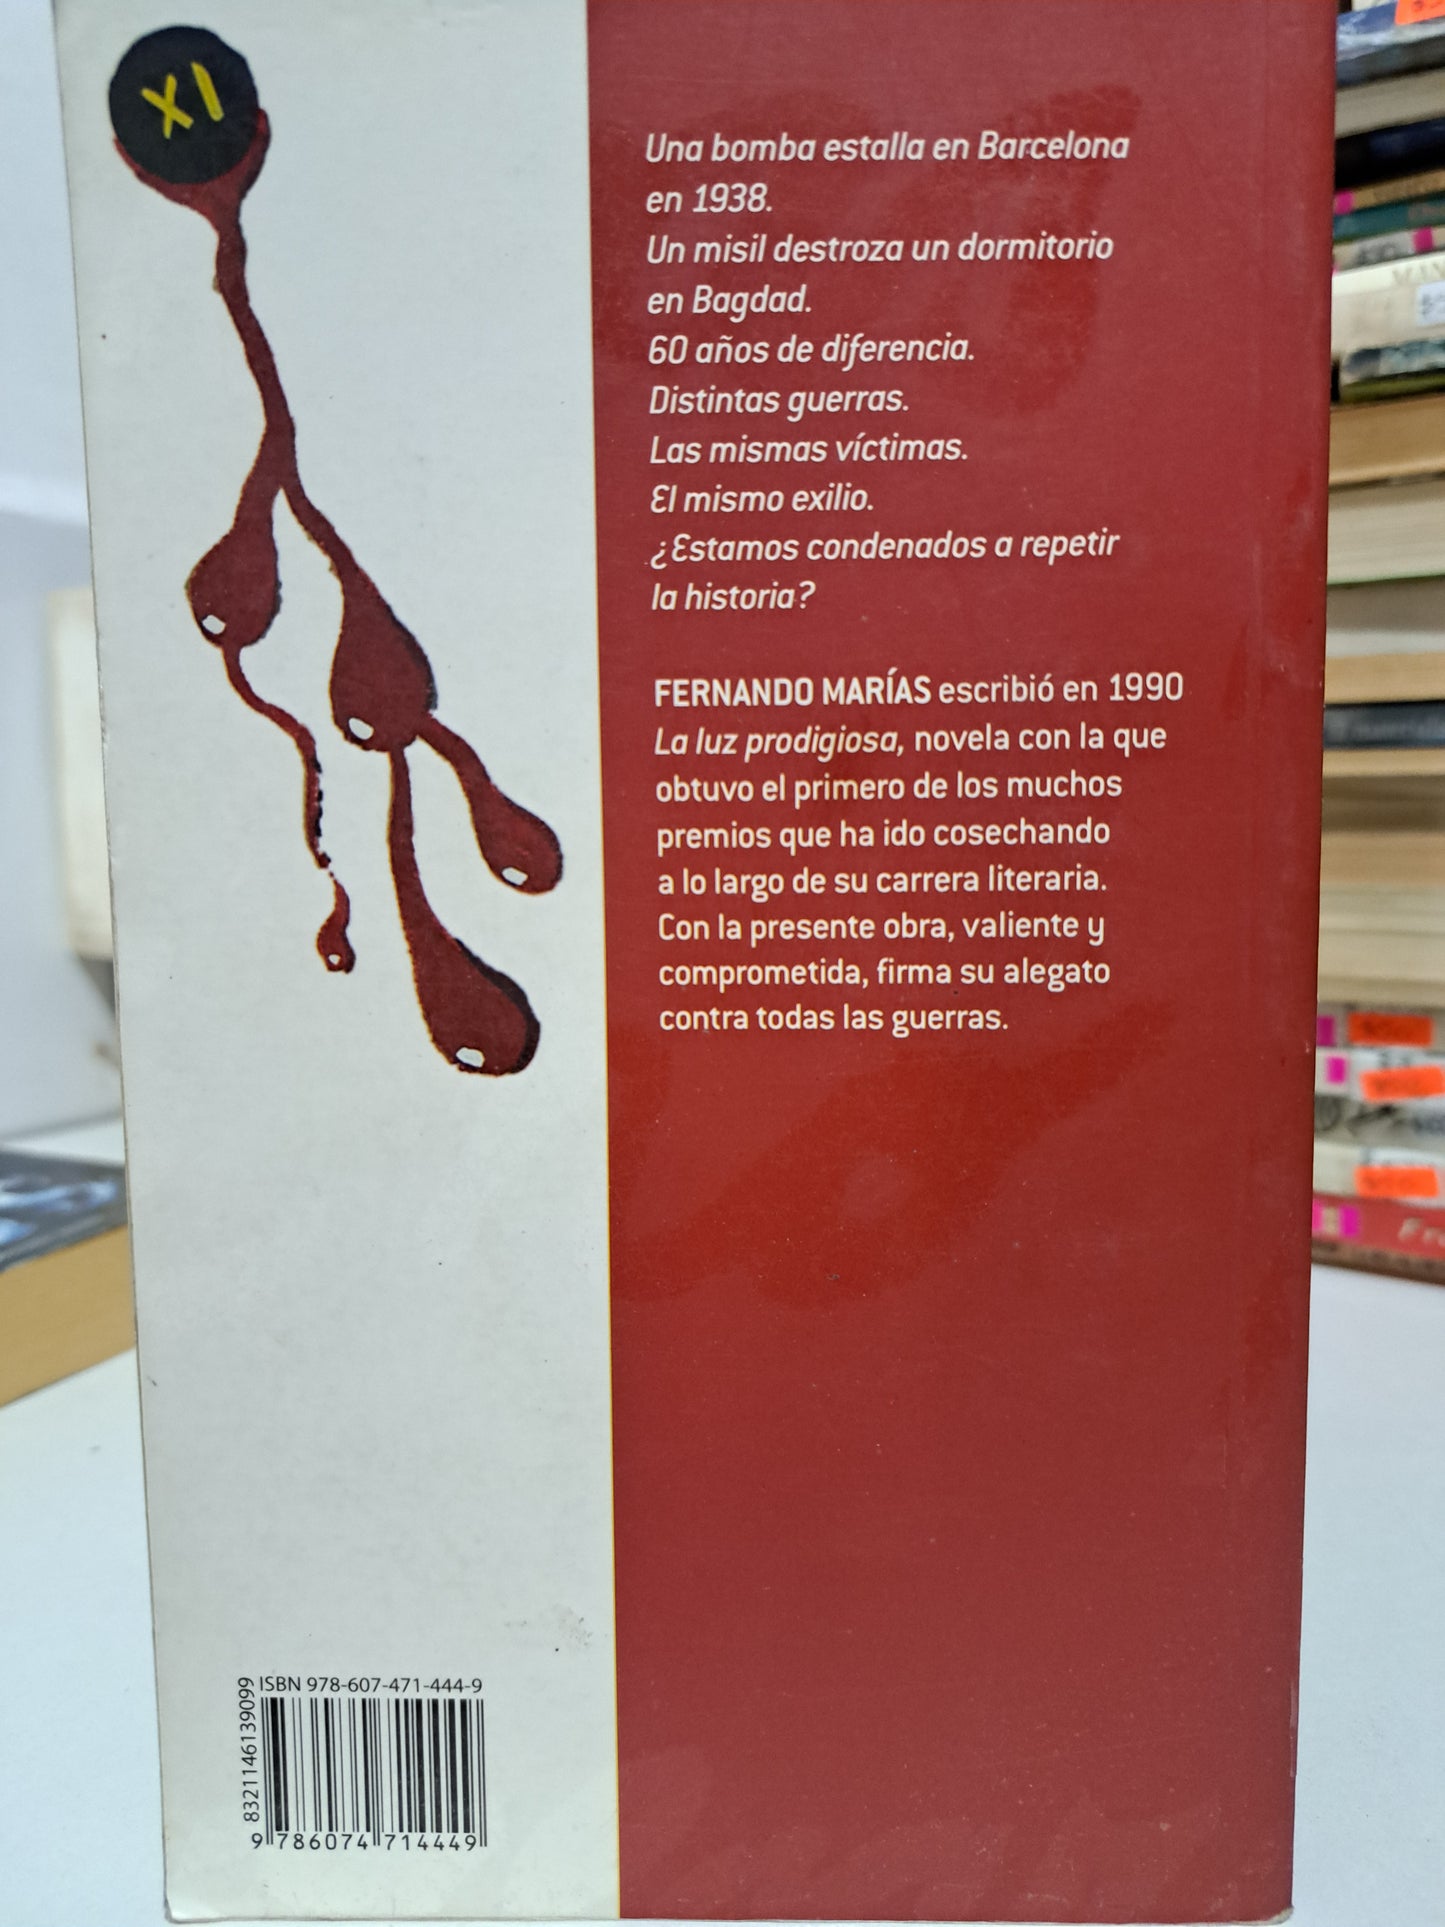 XI
Una bomba estalla en Barcelona
en 1938.
Un misil destroza un dormitorio
en Bagdad.
60 años de diferencia.
Distintas guerras.
Las mismas víctimas.
El mismo exilio.
¿Estamos condenados a repetir
la historia?
FERNANDO MARÍAS escribió en 1990
La luz prodigiosa, novela con la que
obtuvo el primero de los muchos
premios que ha ido cosechando
a lo largo de su carrera literaria.
Con la presente obra, valiente y
comprometida, firma su alegato
contra todas las guerras.
ISBN 978-607-471-444-9
8321146139099
9 786074 714449